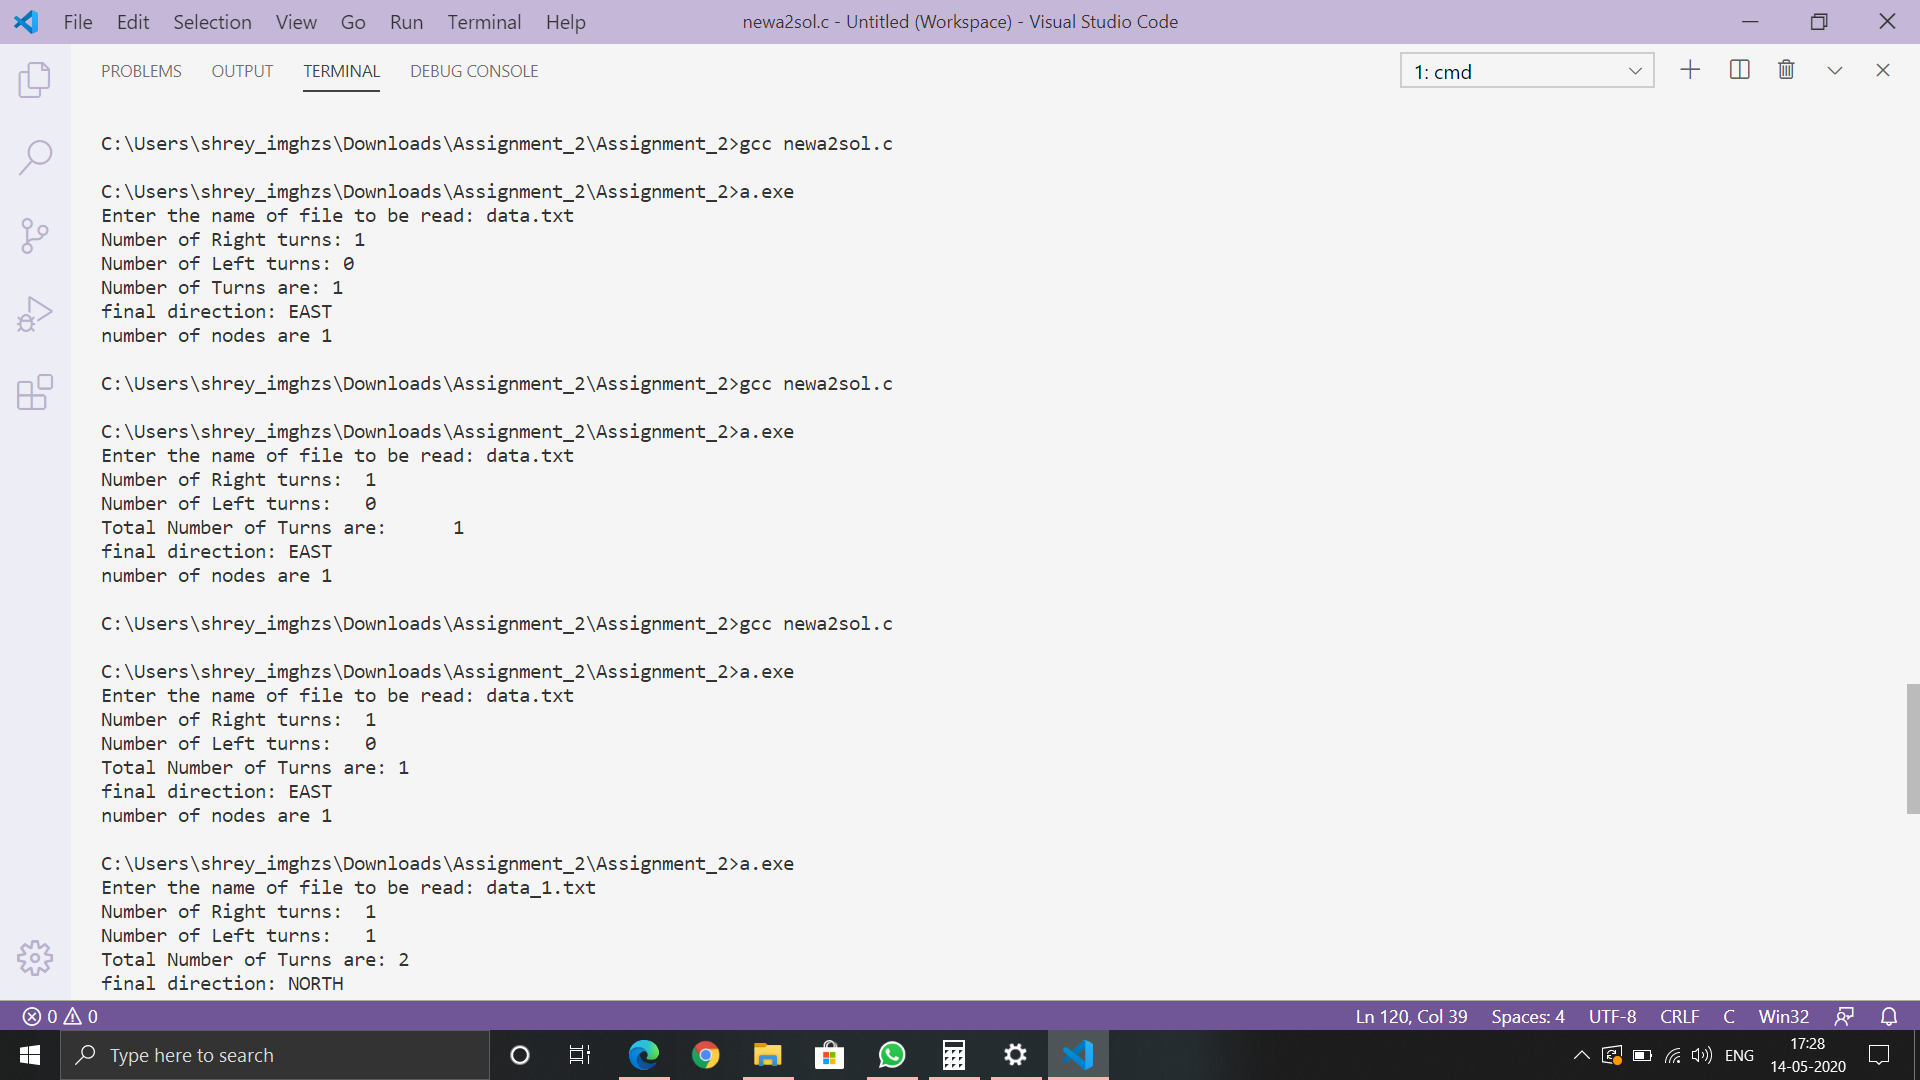 File Edit Selection View Go Run Terminal Help newa2sol.c - Untitled (Workspace) - Visual Studio Code
PROBLEMS OUTPUT TERMINAL DEBUG CONSOLE 1: cmd
C:\Users\shrey_imghzs\Downloads\Assignment_2\Assignment_2>gcc newa2sol.c
C:\Users\shrey_imghzs\Downloads\Assignment_2\Assignment_2>a.exe
Enter the name of file to be read: data.txt
Number of Right turns: 1
Number of Left turns: 0
Number of Turns are: 1
final direction: EAST
number of nodes are 1
C:\Users\shrey_imghzs\Downloads\Assignment_2\Assignment_2>gcc newa2sol.c
C:\Users\shrey_imghzs\Downloads\Assignment_2\Assignment_2>a.exe
Enter the name of file to be read: data.txt
Number of Right turns:  1
Number of Left turns:   0
Total Number of Turns are:      1
final direction: EAST
number of nodes are 1
C:\Users\shrey_imghzs\Downloads\Assignment_2\Assignment_2>gcc newa2sol.c
C:\Users\shrey_imghzs\Downloads\Assignment_2\Assignment_2>a.exe
Enter the name of file to be read: data.txt
Number of Right turns:  1
Number of Left turns:   0
Total Number of Turns are: 1
final direction: EAST
number of nodes are 1
C:\Users\shrey_imghzs\Downloads\Assignment_2\Assignment_2>a.exe
Enter the name of file to be read: data_1.txt
Number of Right turns:  1
Number of Left turns:   1
Total Number of Turns are: 2
final direction: NORTH
0 0 Ln 120, Col 39 Spaces: 4 UTF-8 CRLF C Win32
Type here to search ENG 17:28
14-05-2020